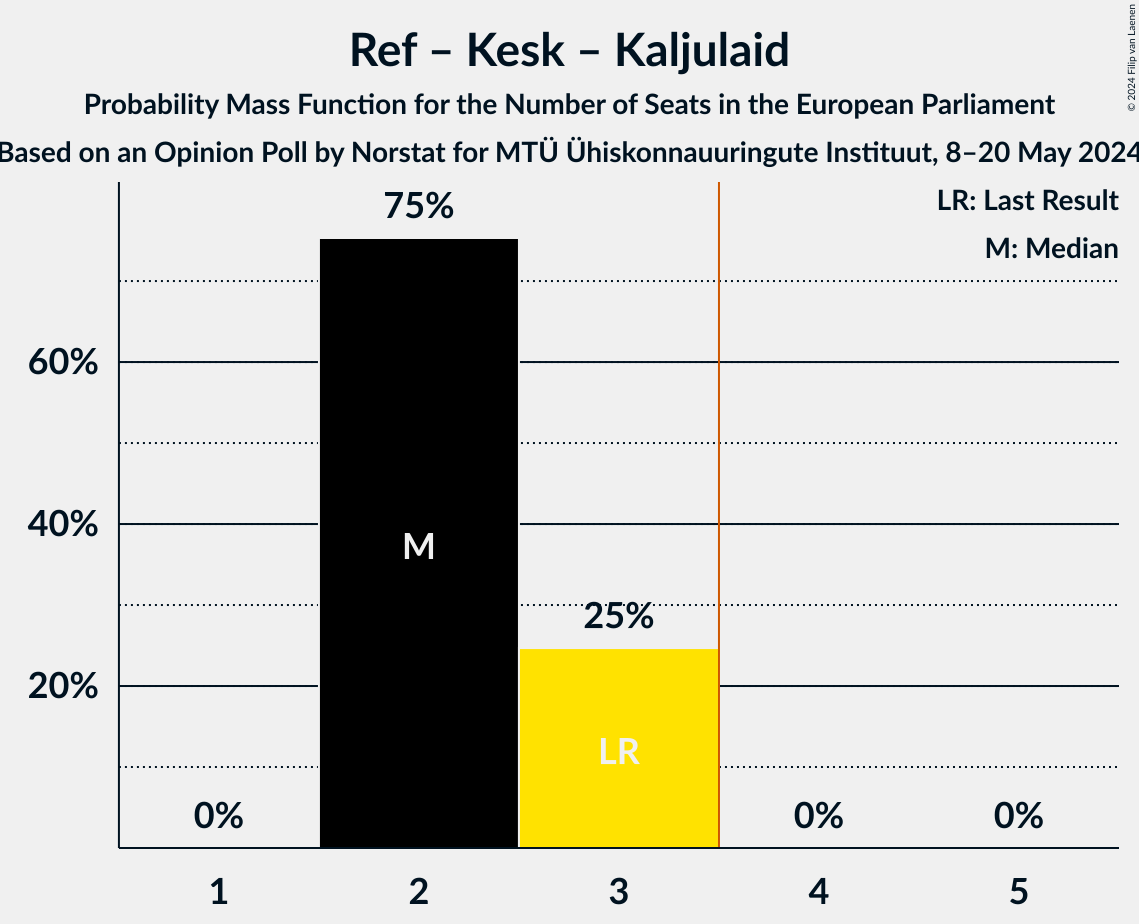 Ref – Kesk – Kaljulaid
Probability Mass Function for the Number of Seats in the European Parliament
Based on an Opinion Poll by Norstat for MTÜ Ühiskonnauuringute Instituut, 8–20 May 2024
© 2024 Filip van Laenen
LR: Last Result
M: Median
75%
60%
40%
20%
M
25%
LR
0%
0%
0%
1
2
3
4
5